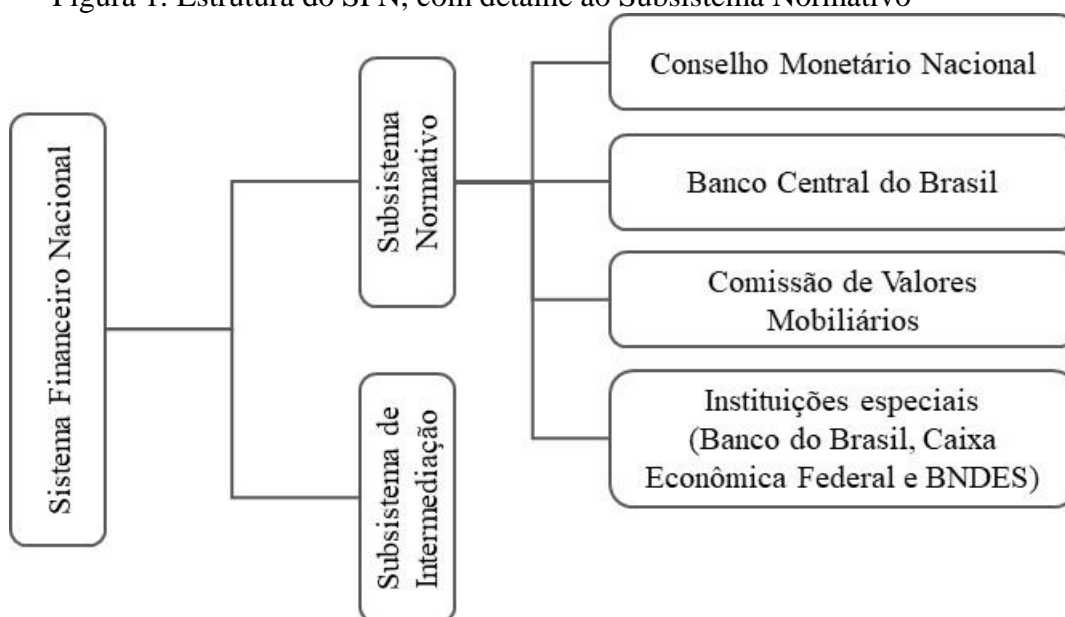 Figura 1: Estrutura do SFN, com detalhe ao Subsistema Normativo
Sistema Financeiro Nacional
Subsistema
Normativo
Conselho Monetário Nacional
Banco Central do Brasil
Comissão de Valores
Mobiliários
Instituições especiais
(Banco do Brasil, Caixa
Econômica Federal e BNDES)
Subsistema de
Intermediação